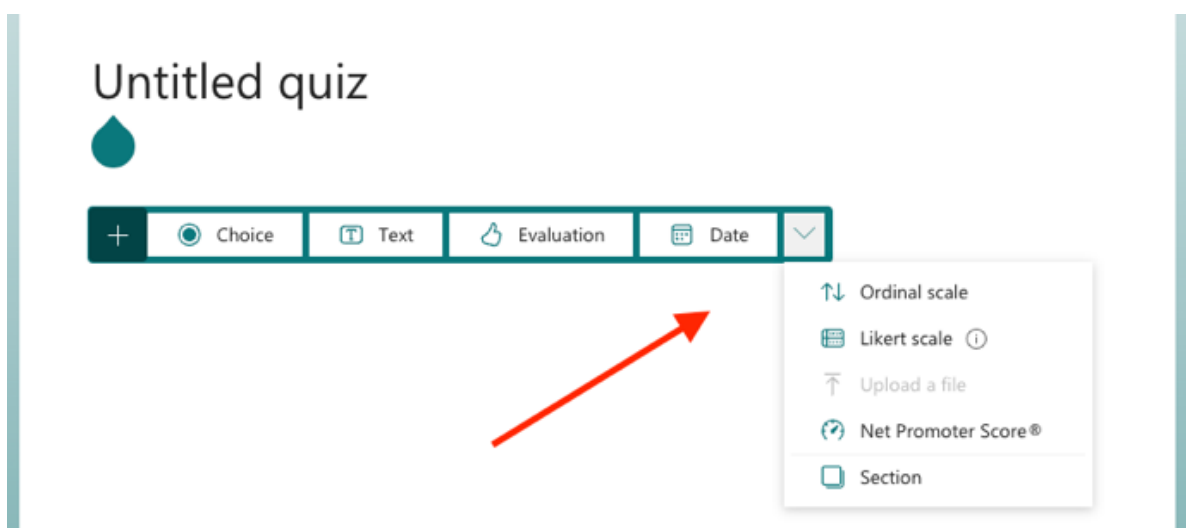 Untitled quiz
Choice Text Evaluation Date
Ordinal scale
Likert scale
Upload a file
Net Promoter Score®
Section